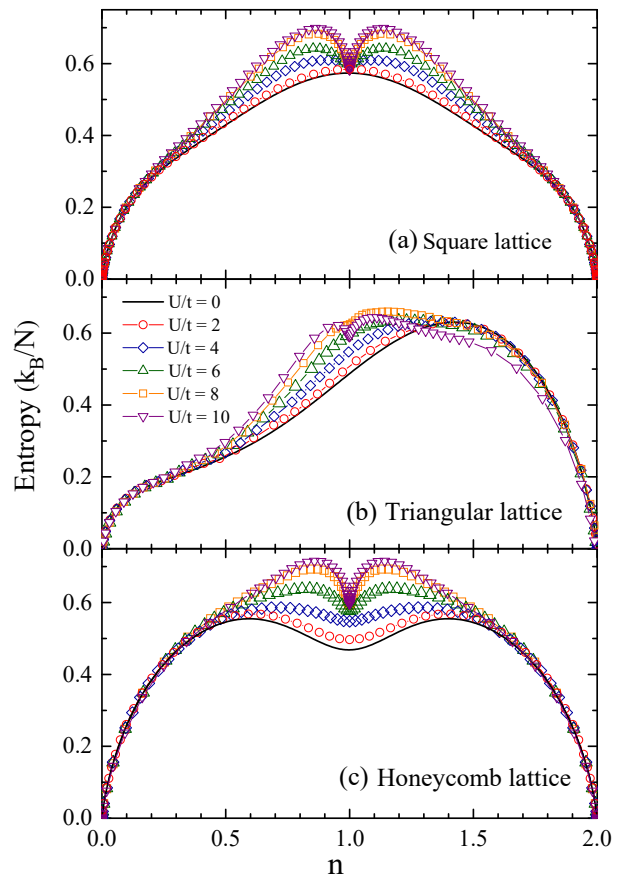 0.6
0.4
0.2
0.0
(a) Square lattice
Entropy (k_B/N)
0.6
0.4
0.2
0.0
U/t = 0
U/t = 2
U/t = 4
U/t = 6
U/t = 8
U/t = 10
(b) Triangular lattice
0.6
0.4
0.2
0.0
(c) Honeycomb lattice
0.0 0.5 1.0 1.5 2.0
n